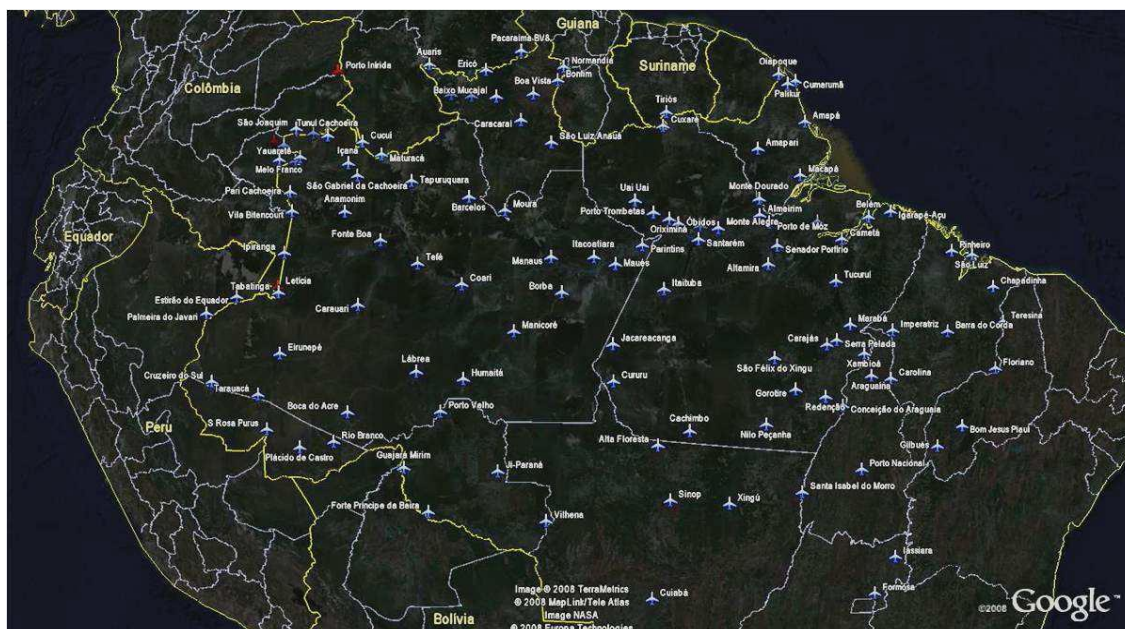 Guiana
Pacaraima BV8
Auaris
Normandia
Porto Inírida
Ericó
Bonfim
Suriname
Oiapoque
Colômbia
Boa Vista
Cumarumã
Baixo Mucajaí
Palikur
Tiriós
São Joaquim
Tunuí Cachoeira
Caracaraí
Cuxaré
Amapá
Cucuí
São Luiz Anauá
Yauaretê
Içana
Maturacá
Amapari
Melo Franco
Macapá
São Gabriel da Cachoeira
Tapuruquara
Uai Uai
Monte Dourado
Pari Cachoeira
Anamonim
Barcelos
Moura
Porto Trombetas
Almeirim
Belém
Igarapé-Açu
Vila Bitencourt
Óbidos
Monte Alegre
Porto de Moz
Oriximiná
Cametá
Equador
Fonte Boa
Itacoatiara
Parintins
Santarém
Senador Porfírio
Pinheiro
Ipiranga
Tefé
Manaus
Maués
Altamira
São Luiz
Letícia
Coari
Tucuruí
Tabatinga
Borba
Itaituba
Chapadinha
Estirão do Equador
Carauari
Palmeira do Javari
Teresina
Manicoré
Marabá
Imperatriz
Barra do Corda
Jacareacanga
Carajás
Serra Pelada
Eirunepé
Lábrea
Xambioá
Floriano
Cruzeiro do Sul
Humaitá
Cururu
São Félix do Xingu
Araguaína
Carolina
Tarauacá
Gorotire
Redenção
Boca do Acre
Porto Velho
Conceição do Araguaia
Cachimbo
S Rosa Purus
Peru
Rio Branco
Alta Floresta
Nilo Peçanha
Bom Jesus Piauí
Gilbués
Plácido de Castro
Guajará Mirim
Ji-Paraná
Porto Nacional
Sinop
Xingú
Santa Isabel do Morro
Forte Príncipe da Beira
Vilhena
Iassiara
Formosa
Cuiabá
Bolívia
Image © 2008 TerraMetrics
© 2008 MapLink/Tele Atlas
Image NASA
© 2008 Europa Technologies
©2008 Google™